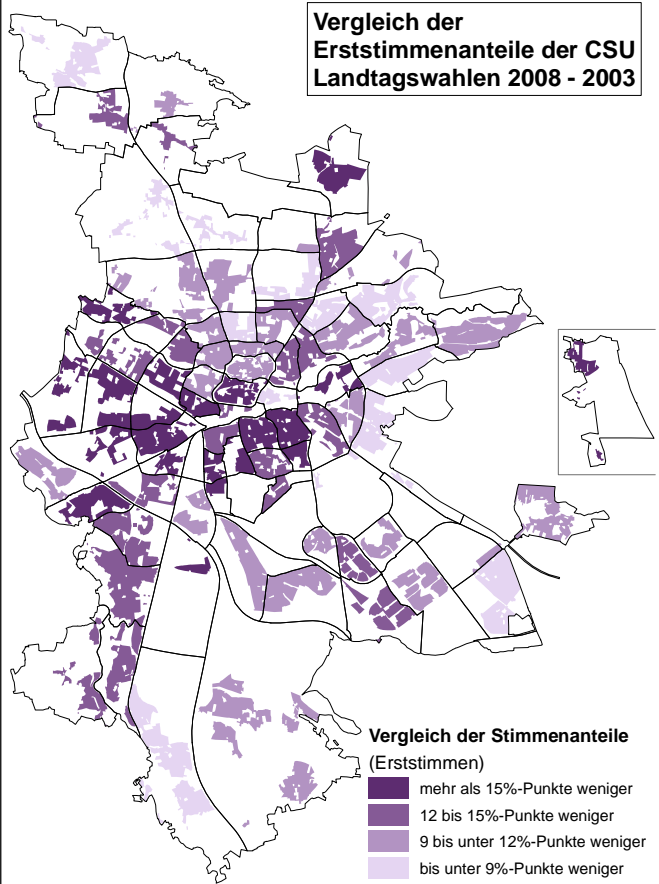 Vergleich der
Erststimmenanteile der CSU
Landtagswahlen 2008 - 2003
Vergleich der Stimmenanteile
(Erststimmen)
mehr als 15%-Punkte weniger
12 bis 15%-Punkte weniger
9 bis unter 12%-Punkte weniger
bis unter 9%-Punkte weniger